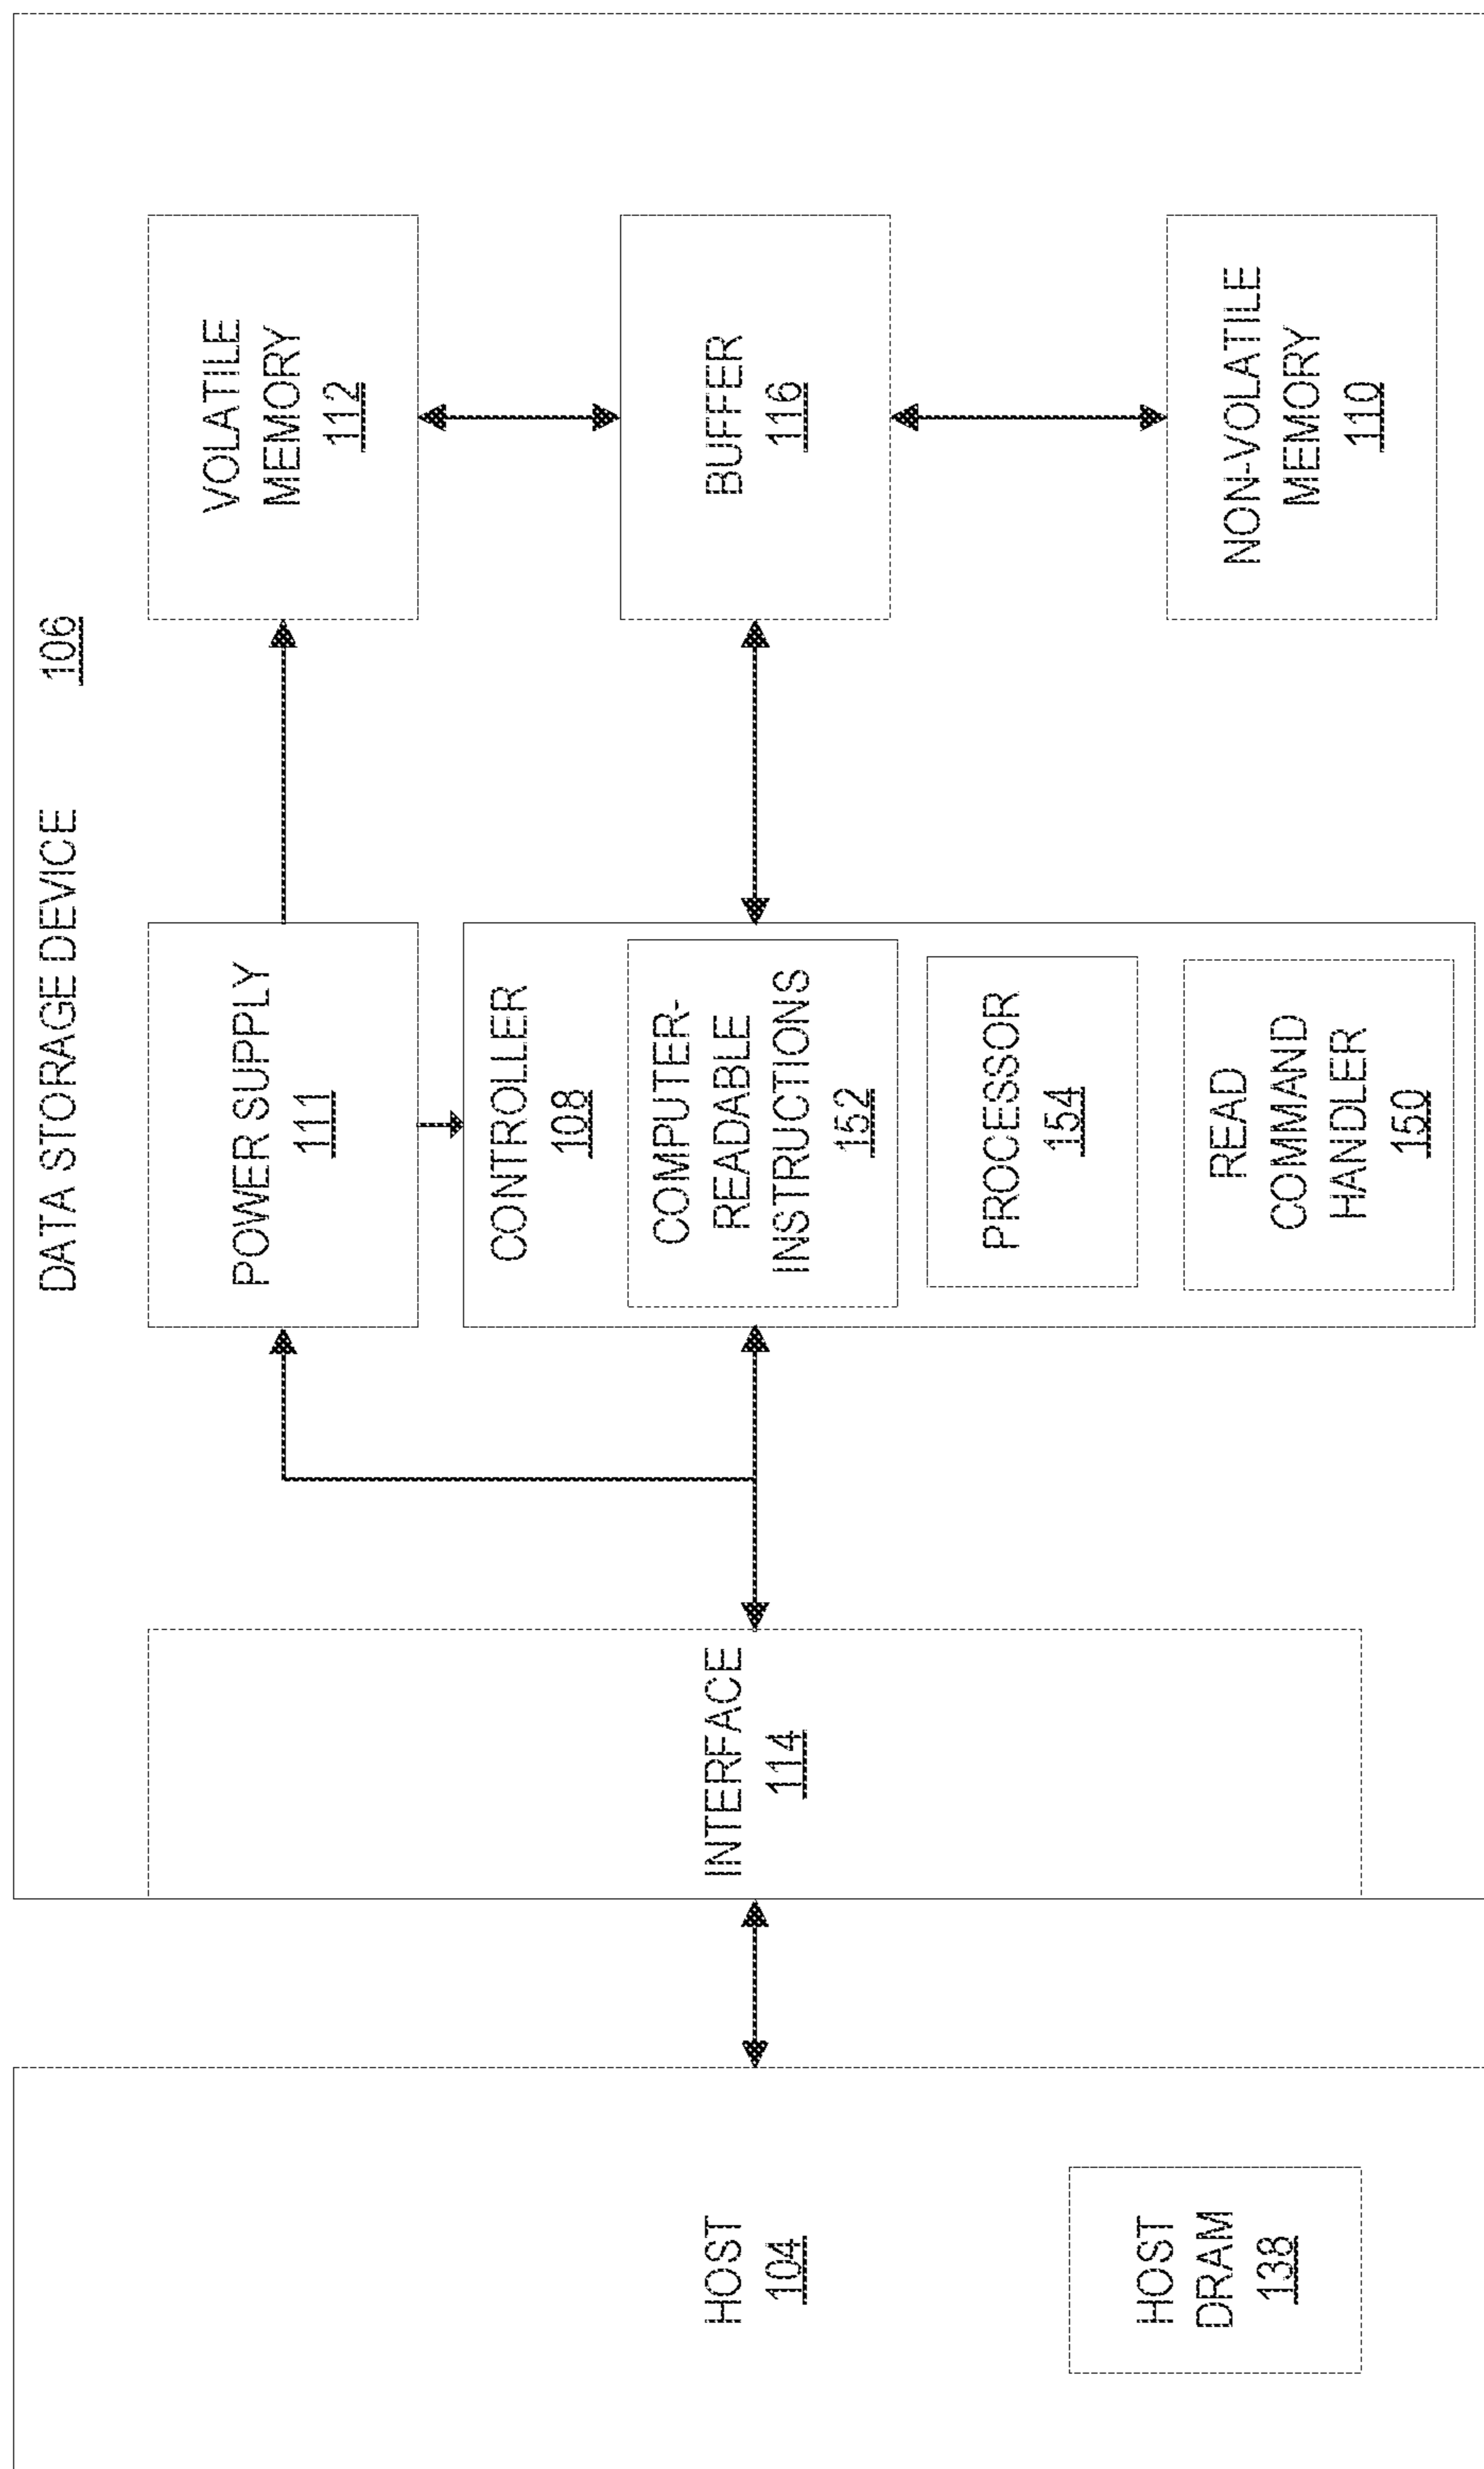 DATA STORAGE DEVICE 106
HOST
104
HOST
DRAM
138
INTERFACE
114
POWER SUPPLY
111
CONTROLLER
108
COMPUTER-
READABLE
INSTRUCTIONS
152
PROCESSOR
154
READ
COMMAND
HANDLER
150
VOLATILE
MEMORY
112
BUFFER
116
NON-VOLATILE
MEMORY
110